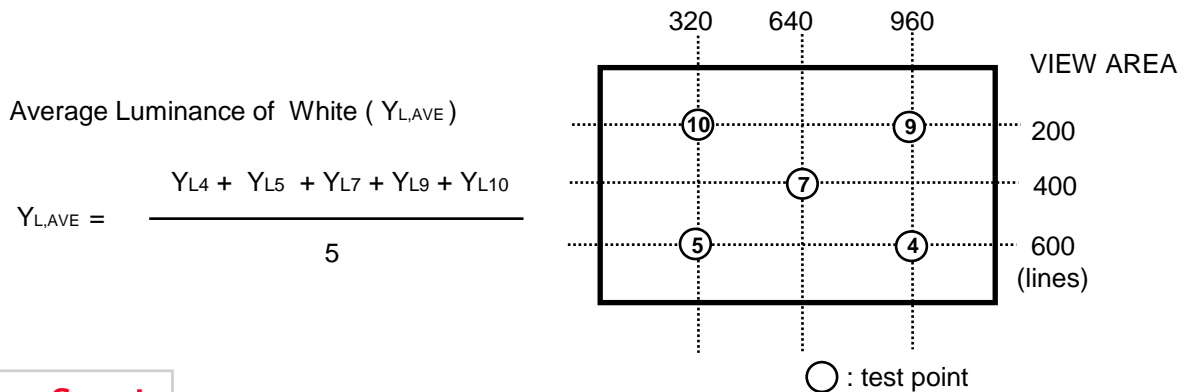 320 640 960
VIEW AREA
Average Luminance of White ( YL,AVE )
10 9 200
YL4 + YL5 + YL7 + YL9 + YL10
YL,AVE =
5
7 400
5 4 600
(lines)
: test point